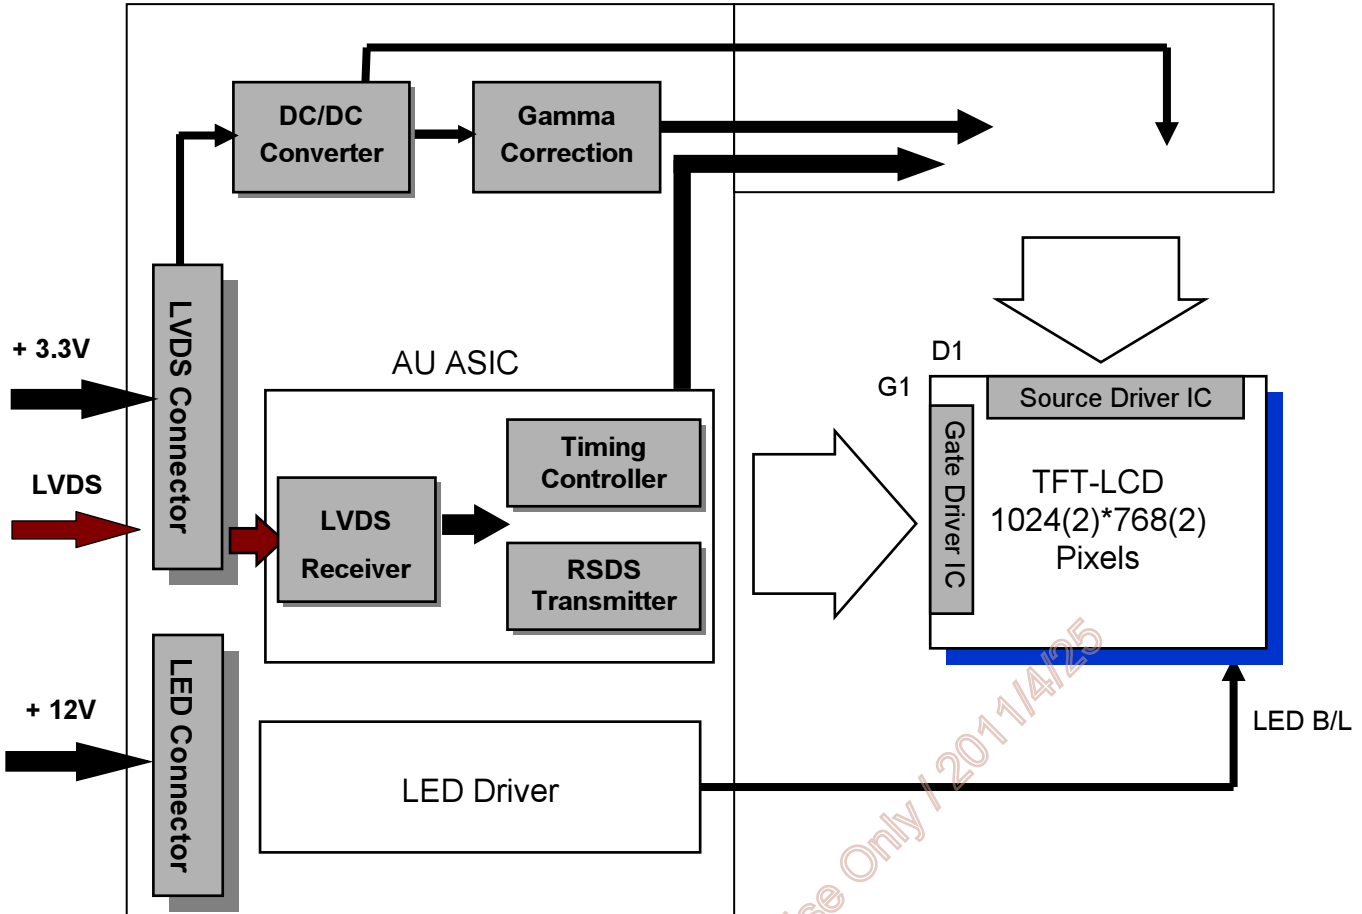 DC/DC
Converter
Gamma
Correction
LVDS Connector
+ 3.3V
LVDS
AU ASIC
Timing
Controller
LVDS
Receiver
RSDS
Transmitter
D1
G1
Source Driver IC
Gate Driver IC
TFT-LCD
1024(2)*768(2)
Pixels
LED Connector
+ 12V
LED Driver
LED B/L
Use Only / 2011/4/25